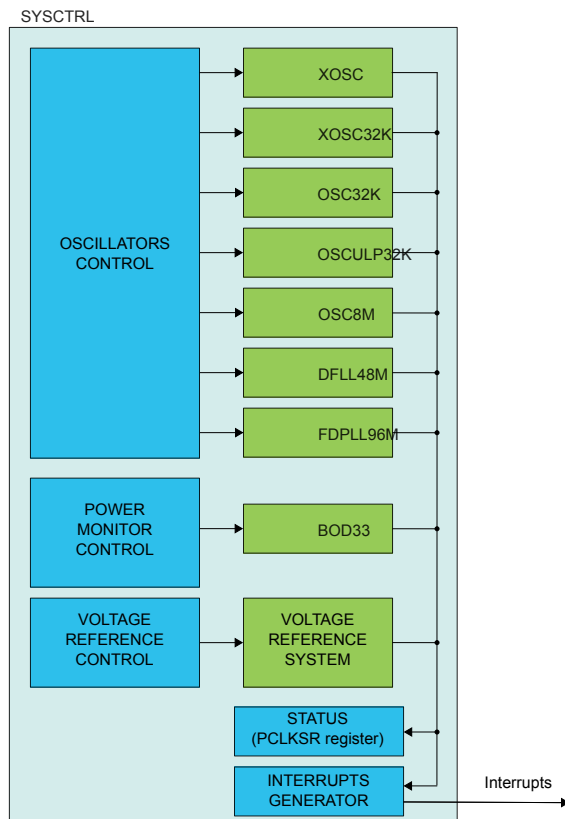 SYSCTRL
XOSC
XOSC32K
OSC32K
OSCILLATORS
CONTROL
OSCULP32K
OSC8M
DFLL48M
FDPLL96M
POWER
MONITOR
CONTROL
BOD33
VOLTAGE
REFERENCE
CONTROL
VOLTAGE
REFERENCE
SYSTEM
STATUS
(PCLKSR register)
INTERRUPTS
GENERATOR
Interrupts